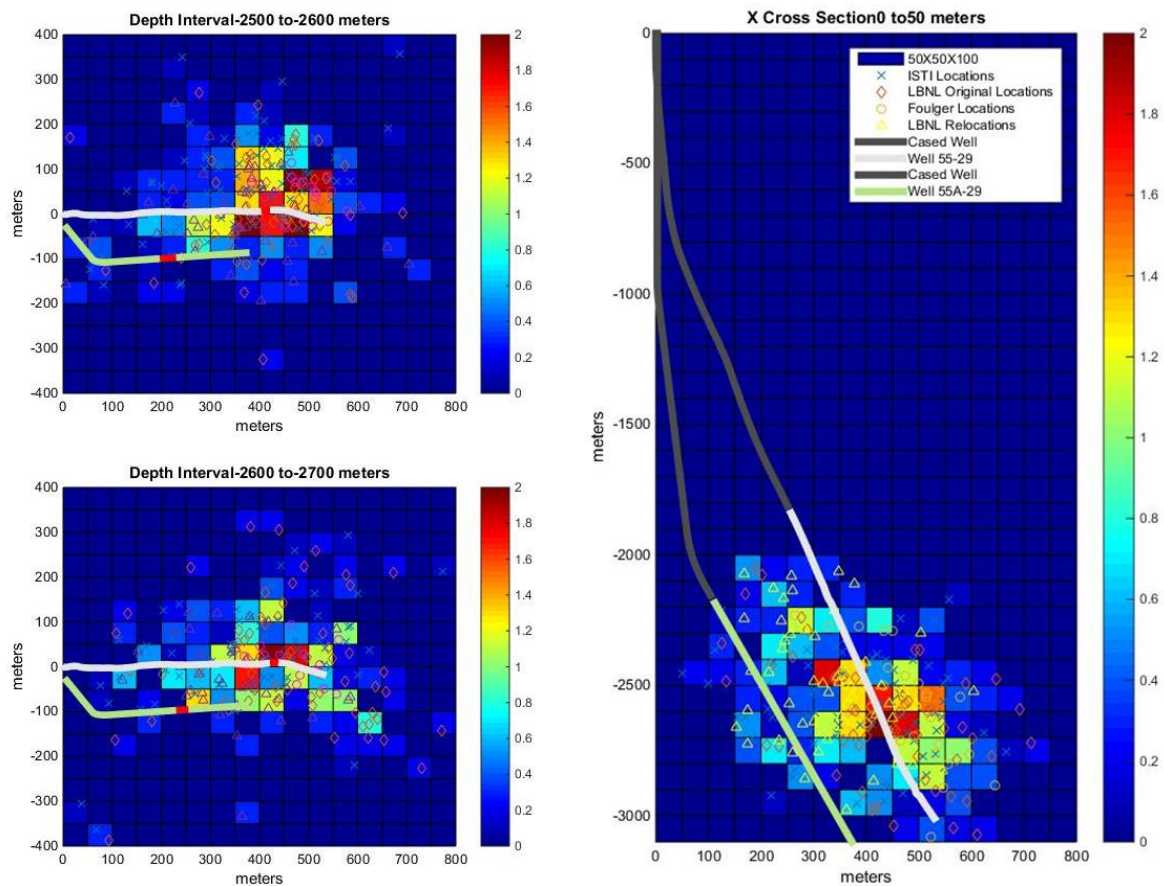 Depth Interval-2500 to-2600 meters
400
300
200
100
0
-100
-200
-300
-400
meters
0 100 200 300 400 500 600 700 800
meters
2
1.8
1.6
1.4
1.2
1
0.8
0.6
0.4
0.2
0
Depth Interval-2600 to-2700 meters
400
300
200
100
0
-100
-200
-300
-400
meters
0 100 200 300 400 500 600 700 800
meters
2
1.8
1.6
1.4
1.2
1
0.8
0.6
0.4
0.2
0
X Cross Section0 to50 meters
0
-500
-1000
-1500
-2000
-2500
-3000
meters
0 100 200 300 400 500 600 700 800
meters
50X50X100
ISTI Locations
LBNL Original Locations
Foulger Locations
LBNL Relocations
Cased Well
Well 55-29
Cased Well
Well 55A-29
2
1.8
1.6
1.4
1.2
1
0.8
0.6
0.4
0.2
0